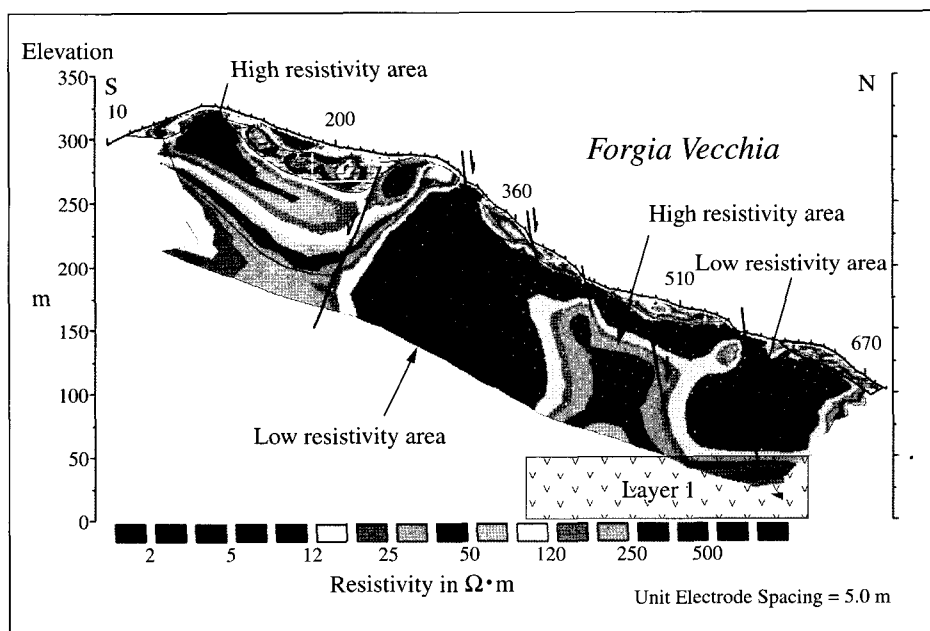 Elevation
350
S
High resistivity area
N
10
200
300
Forgia Vecchia
250
360
High resistivity area
510
Low resistivity area
200
m
150
670
100
Low resistivity area
50
Layer 1
0
2 5 12 25 50 120 250 500
Resistivity in Ω•m
Unit Electrode Spacing = 5.0 m